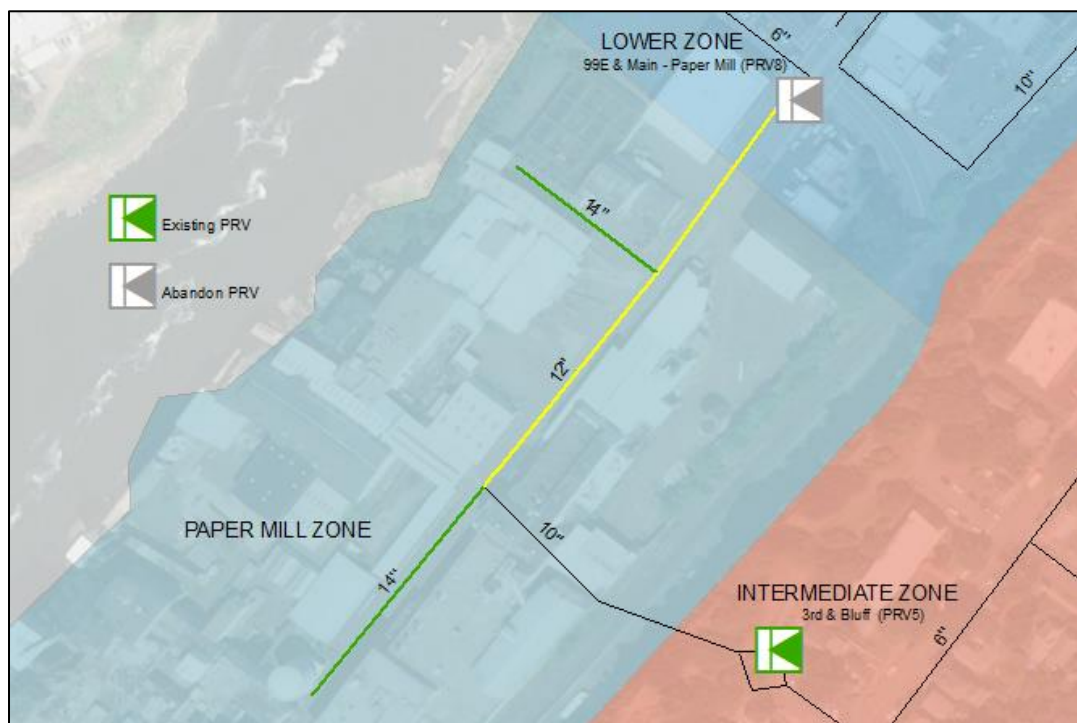 LOWER ZONE
99E & Main - Paper Mill (PRV8)
6"
10"
Existing PRV
Abandon PRV
14"
12"
PAPER MILL ZONE
10"
14"
INTERMEDIATE ZONE
3rd & Bluff (PRV5)
6"